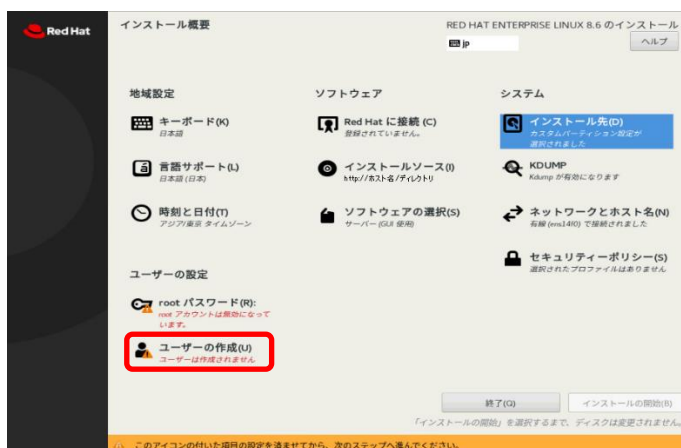 Red Hat
インストール概要
RED HAT ENTERPRISE LINUX 8.6 のインストール
jp
ヘルプ
地域設定
キーボード(K)
日本語
言語サポート(L)
日本語 (日本)
時刻と日付(T)
アジア/東京 タイムゾーン
ソフトウェア
Red Hat に接続 (C)
登録されていません。
インストールソース(I)
http://ホスト名/ディレクトリ
ソフトウェアの選択(S)
サーバー (GUI 使用)
システム
インストール先(D)
カスタムパーティション設定が
選択されました
KDUMP
Kdump が有効になります
ネットワークとホスト名(N)
有線 (ens14f0) で接続されました
セキュリティーポリシー(S)
選択されたプロファイルはありません
ユーザーの設定
root パスワード(R):
root アカウントは無効になって
います。
ユーザーの作成(U)
ユーザーは作成されません
終了(Q)
インストールの開始(B)
「インストールの開始」を選択するまで、ディスクは変更されません。
このアイコンの付いた項目の設定を済ませてから、次のステップへ進んでください。